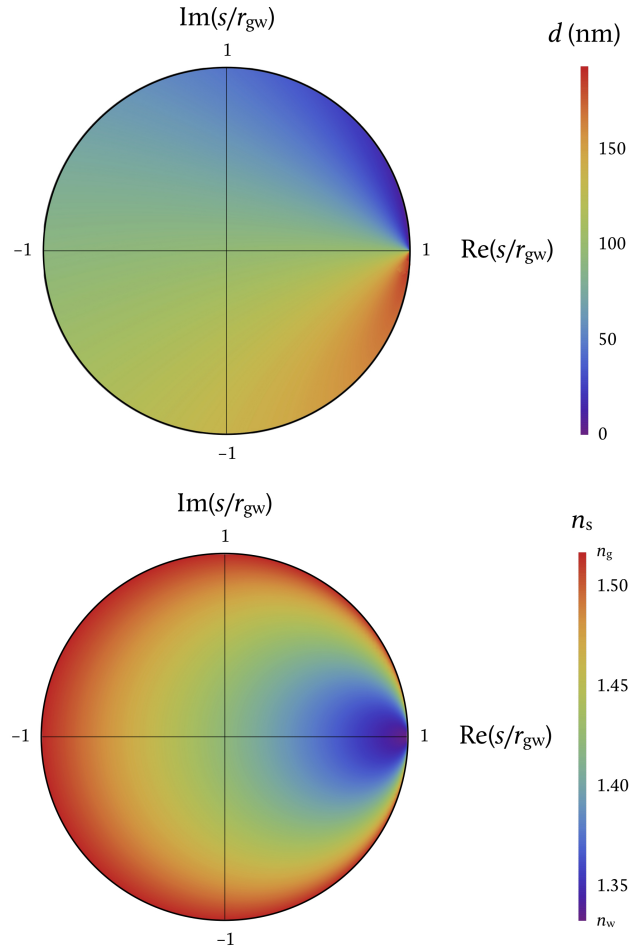 Im(s/r_gw)
1
d (nm)
150
–1
1
Re(s/r_gw)
100
50
0
–1
Im(s/r_gw)
n_s
1
n_g
1.50
1.45
–1
1
Re(s/r_gw)
1.40
1.35
n_w
–1